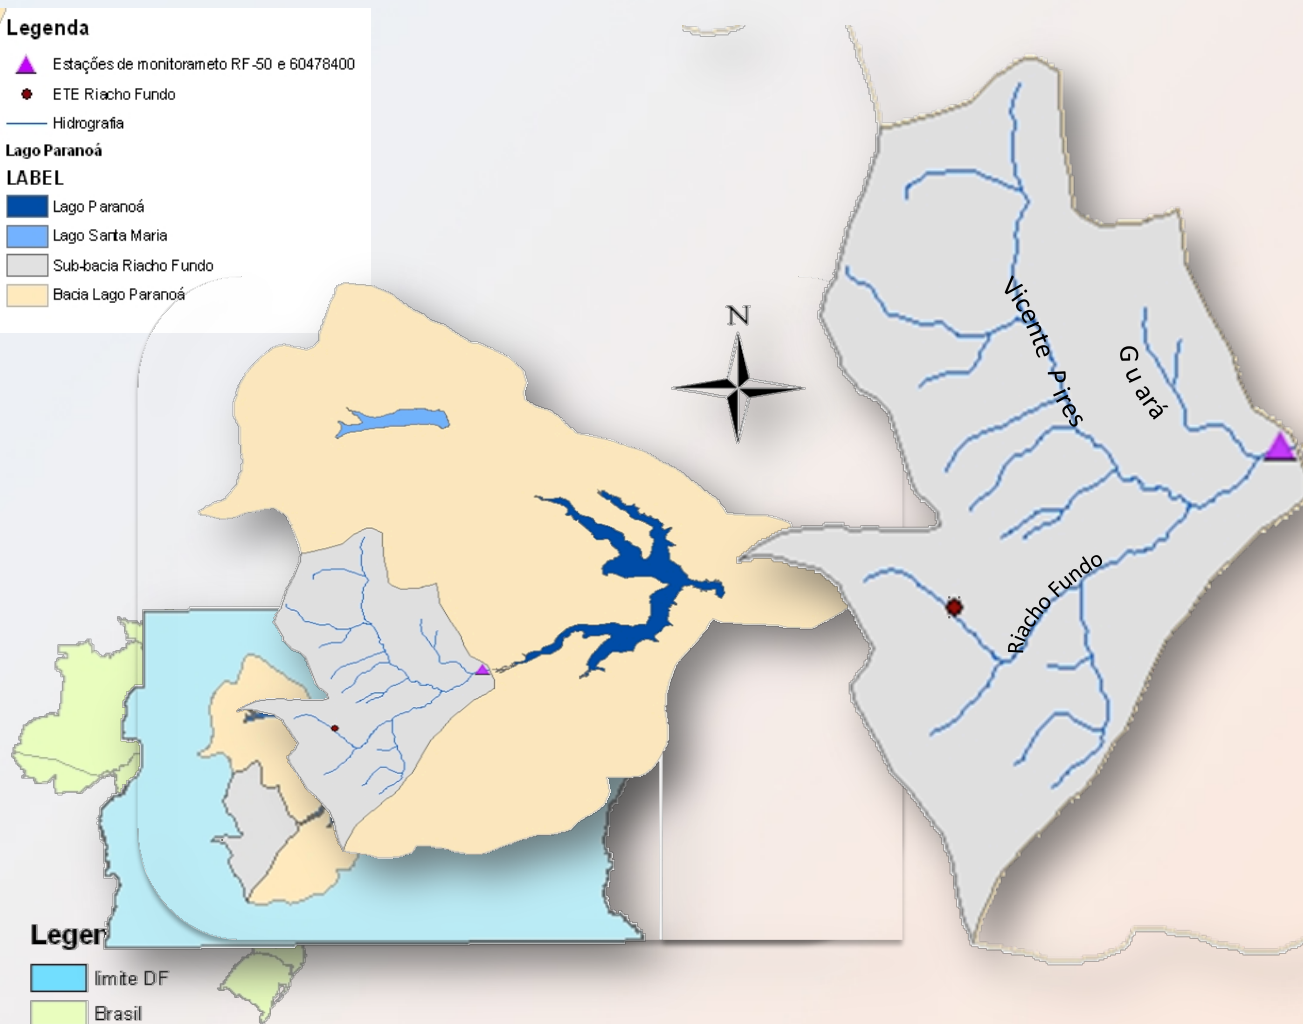 Legenda
Estações de monitorameto RF-50 e 60478400
ETE Riacho Fundo
Hidrografia
Lago Paranoá
LABEL
Lago Paranoá
Lago Santa Maria
Sub-bacia Riacho Fundo
Bacia Lago Paranoá
N
Vicente Pires
Guará
Riacho Fundo
Legen
limite DF
Brasil